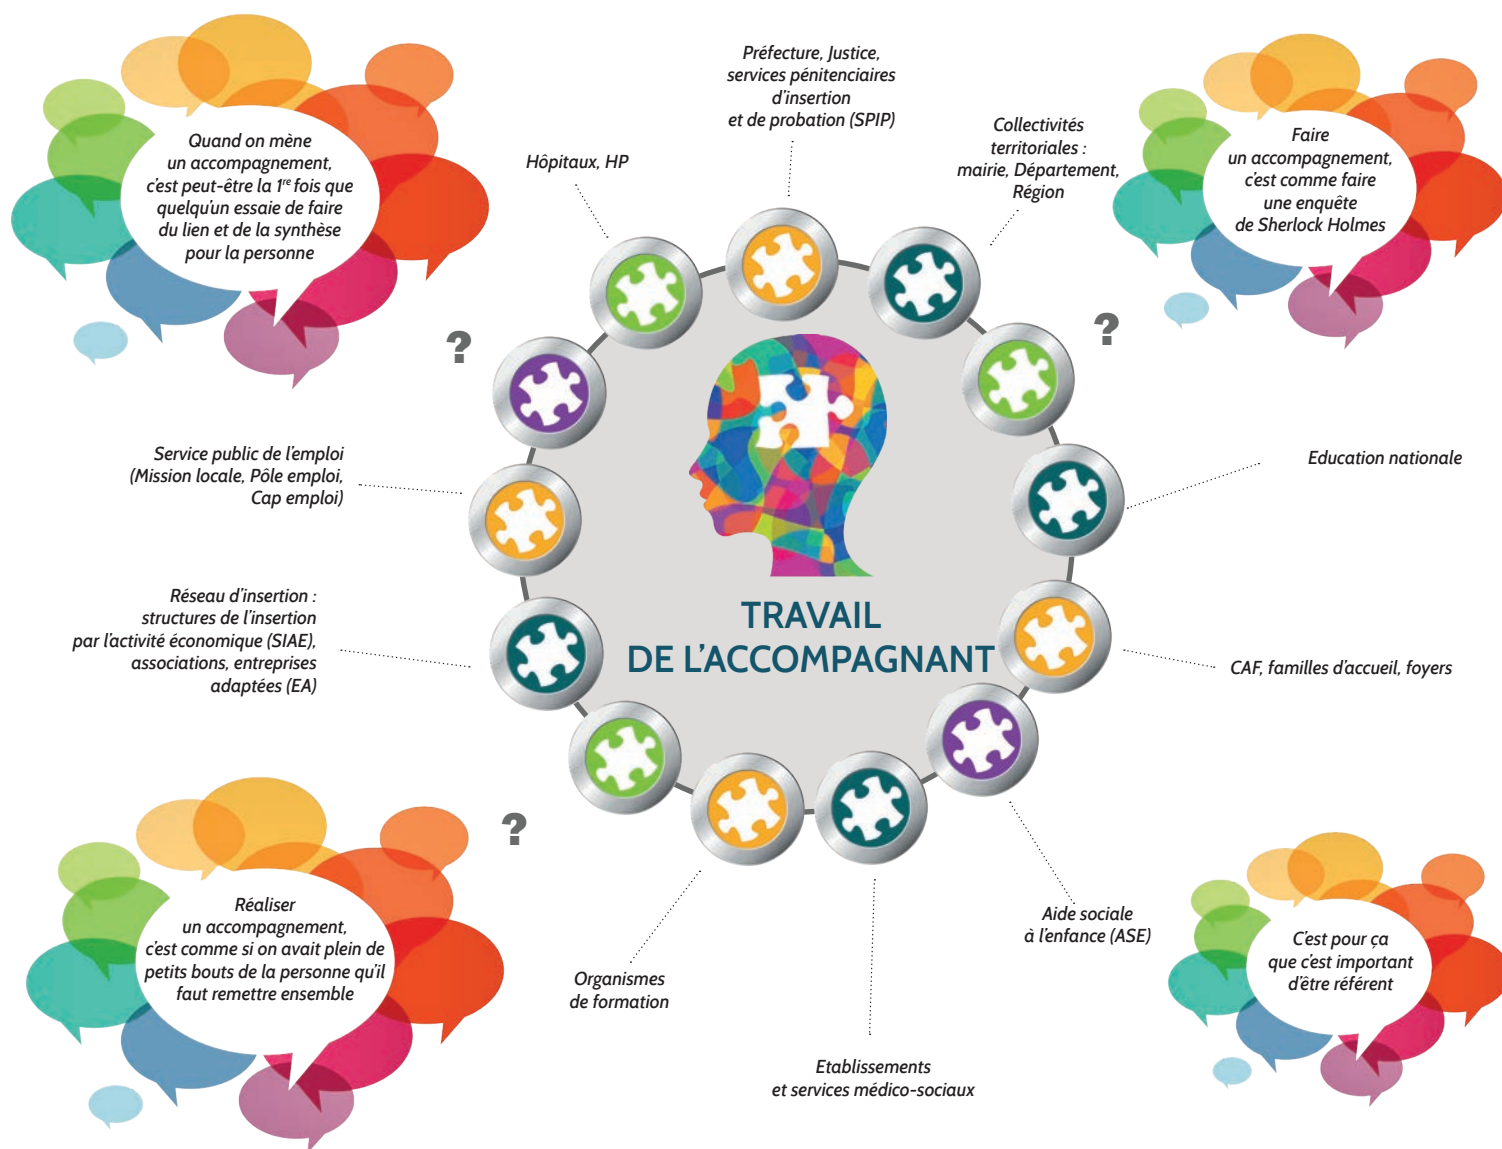 Quand on mène
un accompagnement,
c'est peut-être la 1re fois que
quelqu'un essaie de faire
du lien et de la synthèse
pour la personne
Hôpitaux, HP
Préfecture, Justice,
services pénitenciaires
d'insertion
et de probation (SPIP)
Collectivités
territoriales :
mairie, Département,
Région
Faire
un accompagnement,
c'est comme faire
une enquête
de Sherlock Holmes
?
?
Service public de l'emploi
(Mission locale, Pôle emploi,
Cap emploi)
Education nationale
Réseau d'insertion :
structures de l'insertion
par l'activité économique (SIAE),
associations, entreprises
adaptées (EA)
TRAVAIL
DE L'ACCOMPAGNANT
CAF, familles d'accueil, foyers
?
Réaliser
un accompagnement,
c'est comme si on avait plein de
petits bouts de la personne qu'il
faut remettre ensemble
Organismes
de formation
Etablissements
et services médico-sociaux
Aide sociale
à l'enfance (ASE)
C'est pour ça
que c'est important
d'être référent